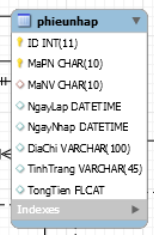 phieunhap
ID INT(11)
MaPN CHAR(10)
MaNV CHAR(10)
NgayLap DATETIME
NgayNhap DATETIME
DiaChi VARCHAR(100)
TinhTrang VARCHAR(45)
TongTien FLOAT
Indexes